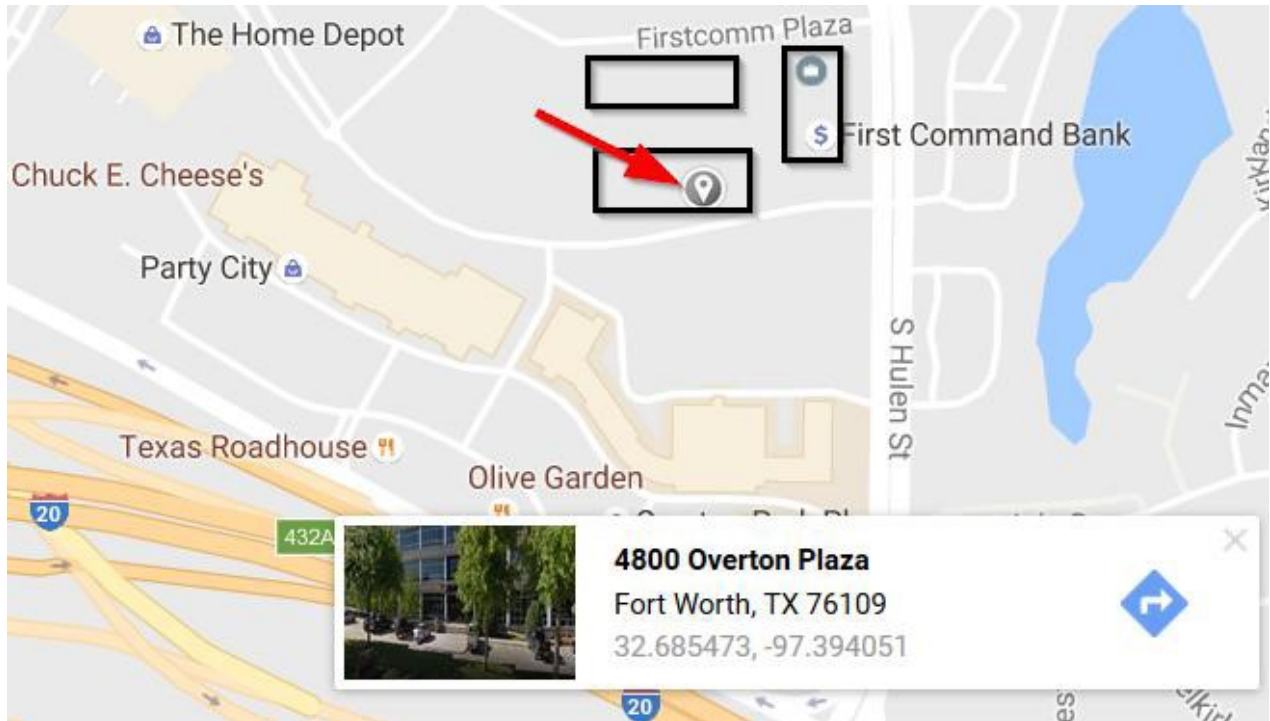 The Home Depot
Firstcomm Plaza
$ First Command Bank
Chuck E. Cheese's
Party City
S Hulen St
Texas Roadhouse
Olive Garden
20
432A
4800 Overton Plaza
Fort Worth, TX 76109
32.685473, -97.394051
20